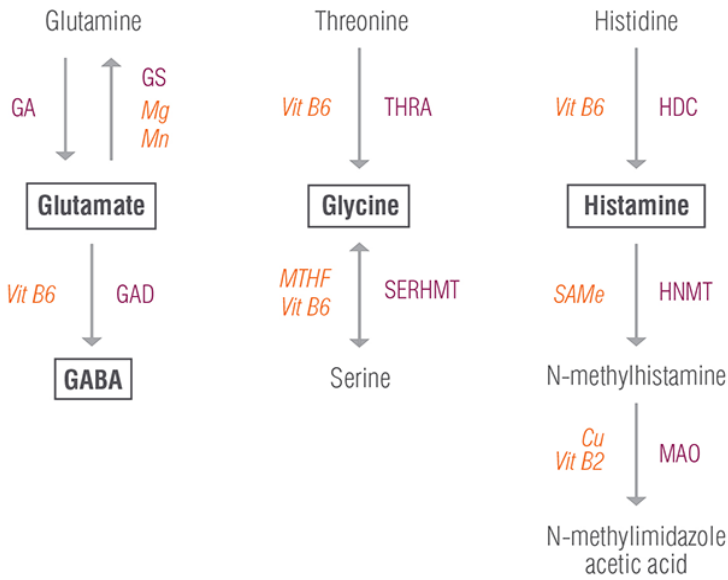 Glutamine
GA
GS
Mg
Mn
Glutamate
Vit B6
GAD
GABA
Threonine
Vit B6
THRA
Glycine
MTHF
Vit B6
SERHMT
Serine
Histidine
Vit B6
HDC
Histamine
SAMe
HNMT
N-methylhistamine
Cu
Vit B2
MAO
N-methylimidazole
acetic acid